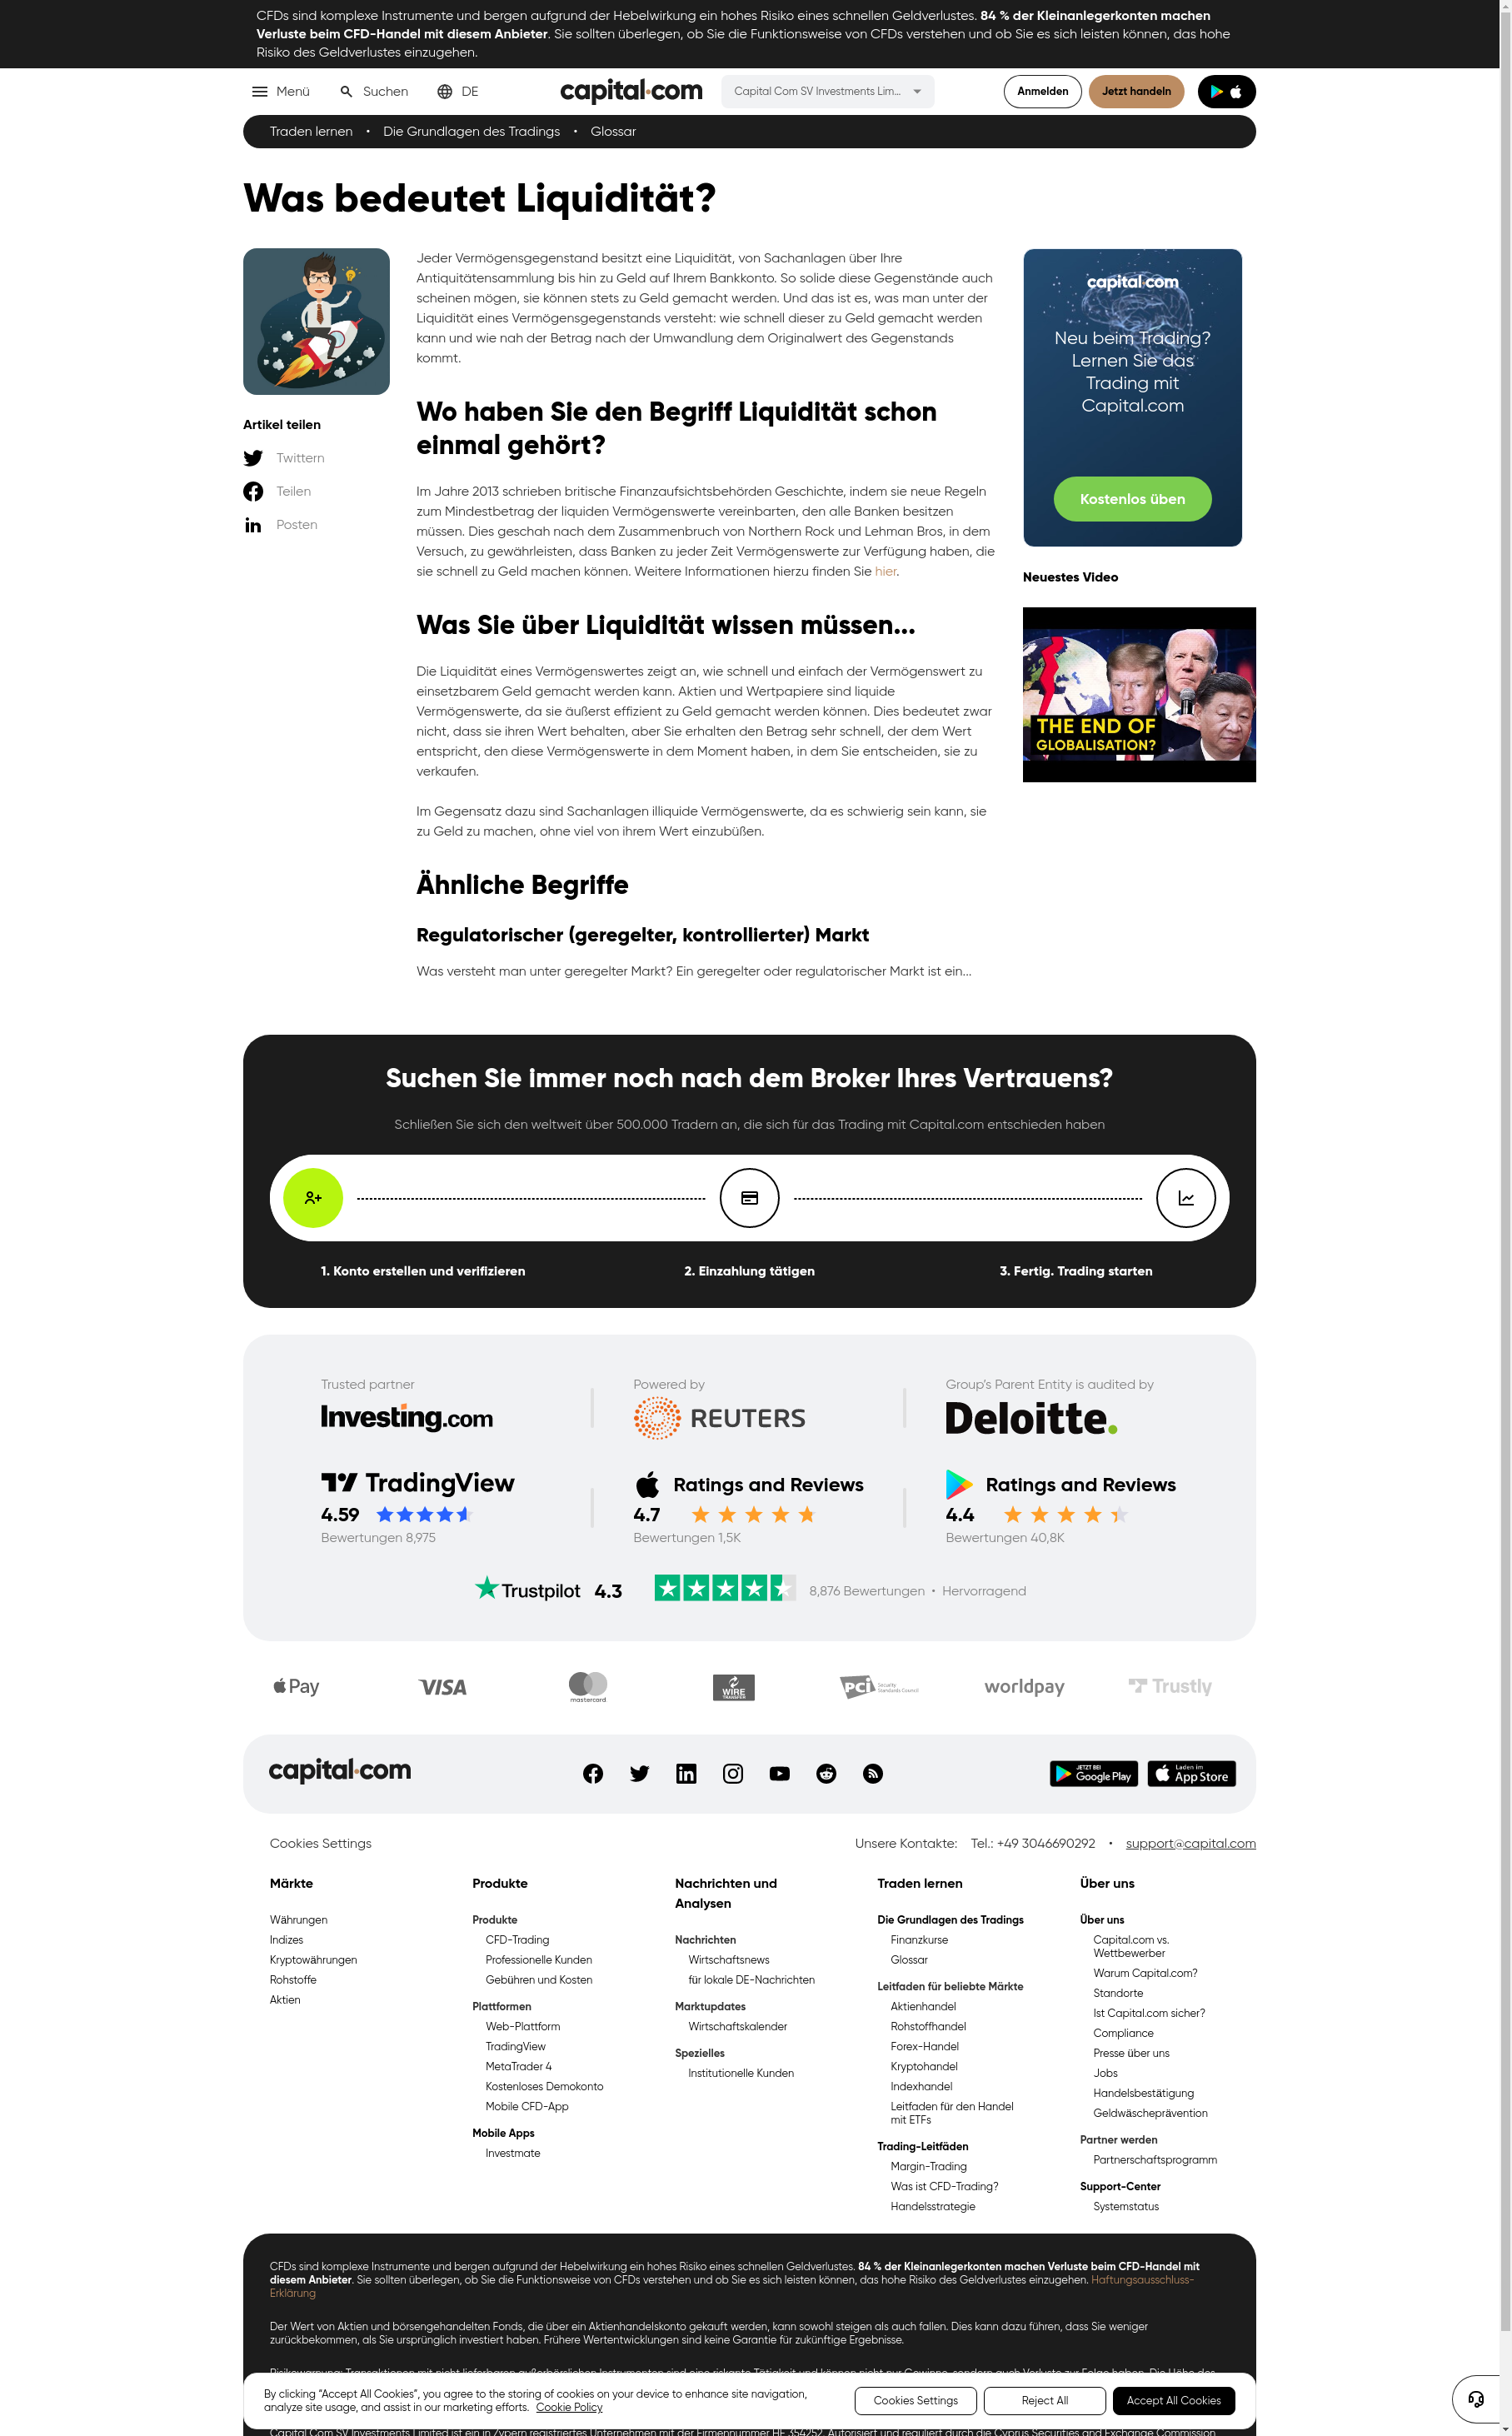 CFDs sind komplexe Instrumente und bergen aufgrund der Hebelwirkung ein hohes Risiko eines schnellen Geldverlustes. 84 % der Kleinanlegerkonten machen
Verluste beim CFD-Handel mit diesem Anbieter. Sie sollten überlegen, ob Sie die Funktionsweise von CFDs verstehen und ob Sie es sich leisten können, das hohe
Risiko des Geldverlustes einzugehen.
Menü
Suchen
DE
capital.com
Capital Com SV Investments Lim...
Anmelden
Jetzt handeln
Traden lernen • Die Grundlagen des Tradings • Glossar
Was bedeutet Liquidität?
Artikel teilen
Twittern
Teilen
Posten
Jeder Vermögensgegenstand besitzt eine Liquidität, von Sachanlagen über Ihre
Antiquitätensammlung bis hin zu Geld auf Ihrem Bankkonto. So solide diese Gegenstände auch
scheinen mögen, sie können stets zu Geld gemacht werden. Und das ist es, was man unter der
Liquidität eines Vermögensgegenstands versteht: wie schnell dieser zu Geld gemacht werden
kann und wie nah der Betrag nach der Umwandlung dem Originalwert des Gegenstands
kommt.
Wo haben Sie den Begriff Liquidität schon
einmal gehört?
Im Jahre 2013 schrieben britische Finanzaufsichtsbehörden Geschichte, indem sie neue Regeln
zum Mindestbetrag der liquiden Vermögenswerte vereinbarten, den alle Banken besitzen
müssen. Dies geschah nach dem Zusammenbruch von Northern Rock und Lehman Bros, in dem
Versuch, zu gewährleisten, dass Banken zu jeder Zeit Vermögenswerte zur Verfügung haben, die
sie schnell zu Geld machen können. Weitere Informationen hierzu finden Sie hier.
Was Sie über Liquidität wissen müssen...
Die Liquidität eines Vermögenswertes zeigt an, wie schnell und einfach der Vermögenswert zu
einsetzbarem Geld gemacht werden kann. Aktien und Wertpapiere sind liquide
Vermögenswerte, da sie äußerst effizient zu Geld gemacht werden können. Dies bedeutet zwar
nicht, dass sie ihren Wert behalten, aber Sie erhalten den Betrag sehr schnell, der dem Wert
entspricht, den diese Vermögenswerte in dem Moment haben, in dem Sie entscheiden, sie zu
verkaufen.
Im Gegensatz dazu sind Sachanlagen illiquide Vermögenswerte, da es schwierig sein kann, sie
zu Geld zu machen, ohne viel von ihrem Wert einzubüßen.
Ähnliche Begriffe
Regulatorischer (geregelter, kontrollierter) Markt
Was versteht man unter geregelter Markt? Ein geregelter oder regulatorischer Markt ist ein...
capital.com
Neu beim Trading?
Lernen Sie das
Trading mit
Capital.com
Kostenlos üben
Neuestes Video
THE END OF
GLOBALISATION?
Suchen Sie immer noch nach dem Broker Ihres Vertrauens?
Schließen Sie sich den weltweit über 500.000 Tradern an, die sich für das Trading mit Capital.com entschieden haben
1. Konto erstellen und verifizieren
2. Einzahlung tätigen
3. Fertig. Trading starten
Trusted partner
Investing.com
Powered by
REUTERS
Group's Parent Entity is audited by
Deloitte.
TradingView
4.59
Bewertungen 8,975
Ratings and Reviews
4.7
Bewertungen 1,5K
Ratings and Reviews
4.4
Bewertungen 40,8K
Trustpilot 4.3
8,876 Bewertungen • Hervorragend
Pay
VISA
mastercard.
WIRE
TRANSFER
PCI
Security
Standards Council
worldpay
Trustly
capital.com
JETZT BEI
Google Play
Laden im
App Store
Cookies Settings
Unsere Kontakte: Tel.: +49 3046690292 • support@capital.com
Märkte
Währungen
Indizes
Kryptowährungen
Rohstoffe
Aktien
Produkte
Produkte
CFD-Trading
Professionelle Kunden
Gebühren und Kosten
Plattformen
Web-Plattform
TradingView
MetaTrader 4
Kostenloses Demokonto
Mobile CFD-App
Mobile Apps
Investmate
Nachrichten und
Analysen
Nachrichten
Wirtschaftsnews
für lokale DE-Nachrichten
Marktupdates
Wirtschaftskalender
Spezielles
Institutionelle Kunden
Traden lernen
Die Grundlagen des Tradings
Finanzkurse
Glossar
Leitfaden für beliebte Märkte
Aktienhandel
Rohstoffhandel
Forex-Handel
Kryptohandel
Indexhandel
Leitfaden für den Handel
mit ETFs
Trading-Leitfäden
Margin-Trading
Was ist CFD-Trading?
Handelsstrategie
Über uns
Über uns
Capital.com vs.
Wettbewerber
Warum Capital.com?
Standorte
Ist Capital.com sicher?
Compliance
Presse über uns
Jobs
Handelsbestätigung
Geldwäscheprävention
Partner werden
Partnerschaftsprogramm
Support-Center
Systemstatus
CFDs sind komplexe Instrumente und bergen aufgrund der Hebelwirkung ein hohes Risiko eines schnellen Geldverlustes. 84 % der Kleinanlegerkonten machen Verluste beim CFD-Handel mit
diesem Anbieter. Sie sollten überlegen, ob Sie die Funktionsweise von CFDs verstehen und ob Sie es sich leisten können, das hohe Risiko des Geldverlustes einzugehen. Haftungsausschluss-
Erklärung
Der Wert von Aktien und börsengehandelten Fonds, die über ein Aktienhandelskonto gekauft werden, kann sowohl steigen als auch fallen. Dies kann dazu führen, dass Sie weniger
zurückbekommen, als Sie ursprünglich investiert haben. Frühere Wertentwicklungen sind keine Garantie für zukünftige Ergebnisse.
Risikowarnung: Transaktionen mit nicht lieferbaren außerbörslichen Instrumenten sind eine riskante Tätigkeit und können nicht nur Gewinne, sondern auch Verluste zur Folge haben. Die Höhe des
By clicking "Accept All Cookies", you agree to the storing of cookies on your device to enhance site navigation,
analyze site usage, and assist in our marketing efforts. Cookie Policy
Cookies Settings
Reject All
Accept All Cookies
Capital Com SV Investments Limited ist ein in Zypern registriertes Unternehmen mit der Firmennummer HE 354252. Autorisiert und reguliert durch die Cyprus Securities and Exchange Commission